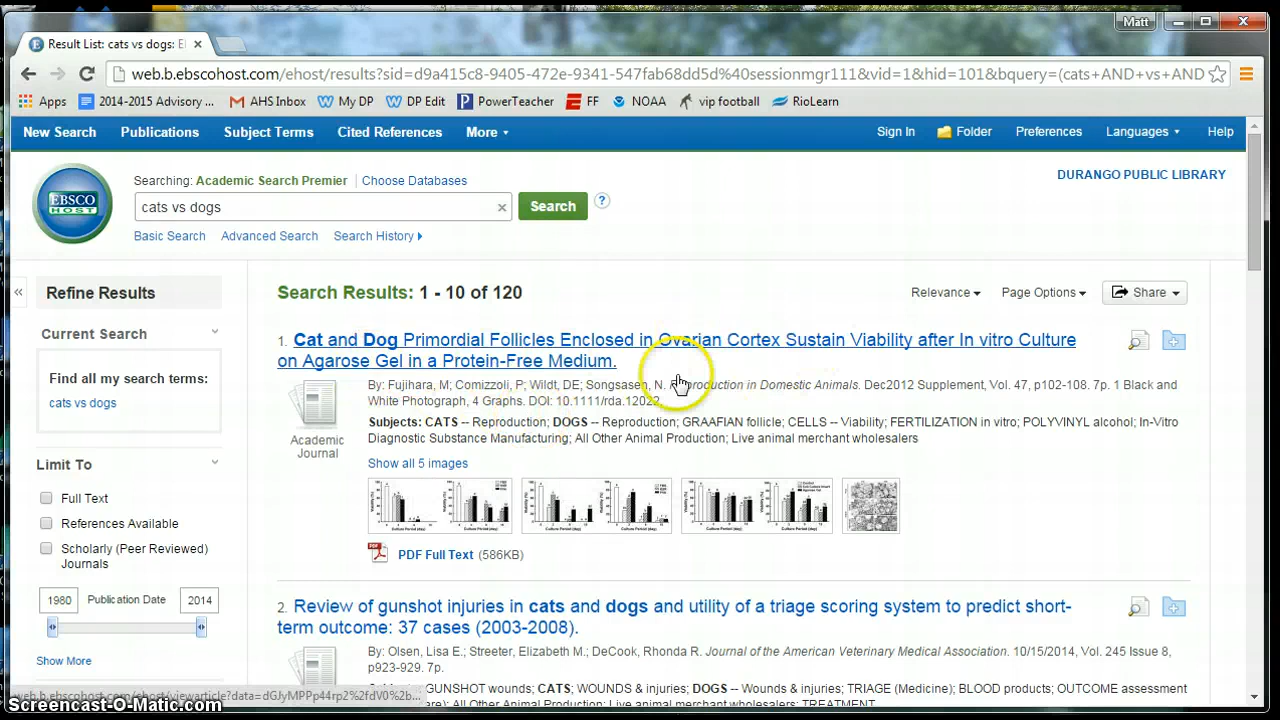 Matt
Result List: cats vs dogs: E
web.b.ebscohost.com/ehost/results?sid=d9a415c8-9405-472e-9341-547fab68dd5d%40sessionmgr111&vid=1&hid=101&bquery=(cats+AND+vs+AND
Apps 2014-2015 Advisory ... AHS Inbox My DP DP Edit PowerTeacher FF NOAA vip football RioLearn
New Search Publications Subject Terms Cited References More Sign In Folder Preferences Languages Help
EBSCO HOST
Searching: Academic Search Premier Choose Databases
DURANGO PUBLIC LIBRARY
cats vs dogs Search
Basic Search Advanced Search Search History
Refine Results
Current Search
Find all my search terms:
cats vs dogs
Limit To
Full Text
References Available
Scholarly (Peer Reviewed) Journals
1980 Publication Date 2014
Show More
Search Results: 1 - 10 of 120
Relevance Page Options Share
1. Cat and Dog Primordial Follicles Enclosed in Ovarian Cortex Sustain Viability after In vitro Culture
on Agarose Gel in a Protein-Free Medium.
Academic Journal
By: Fujihara, M; Comizzoli, P; Wildt, DE; Songsasen, N. Reproduction in Domestic Animals. Dec2012 Supplement, Vol. 47, p102-108. 7p. 1 Black and
White Photograph, 4 Graphs. DOI: 10.1111/rda.12022.
Subjects: CATS -- Reproduction; DOGS -- Reproduction; GRAAFIAN follicle; CELLS -- Viability; FERTILIZATION in vitro; POLYVINYL alcohol; In-Vitro
Diagnostic Substance Manufacturing; All Other Animal Production; Live animal merchant wholesalers
Show all 5 images
PDF Full Text (586KB)
2. Review of gunshot injuries in cats and dogs and utility of a triage scoring system to predict short-
term outcome: 37 cases (2003-2008).
By: Olsen, Lisa E.; Streeter, Elizabeth M.; DeCook, Rhonda R. Journal of the American Veterinary Medical Association. 10/15/2014, Vol. 245 Issue 8,
p923-929. 7p.
GUNSHOT wounds; CATS: WOUNDS & injuries; DOGS -- Wounds & injuries; TRIAGE (Medicine); BLOOD products; OUTCOME assessment
All Other Animal Production; Live animal merchant wholesalers; TREATMENT
Screencast-O-Matic.com